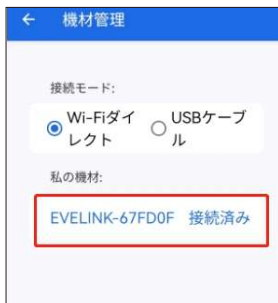 ← 機材管理
接続モード:
Wi-Fiダイ USBケーブ
レクト ル
私の機材:
EVELINK-67FD0F 接続済み